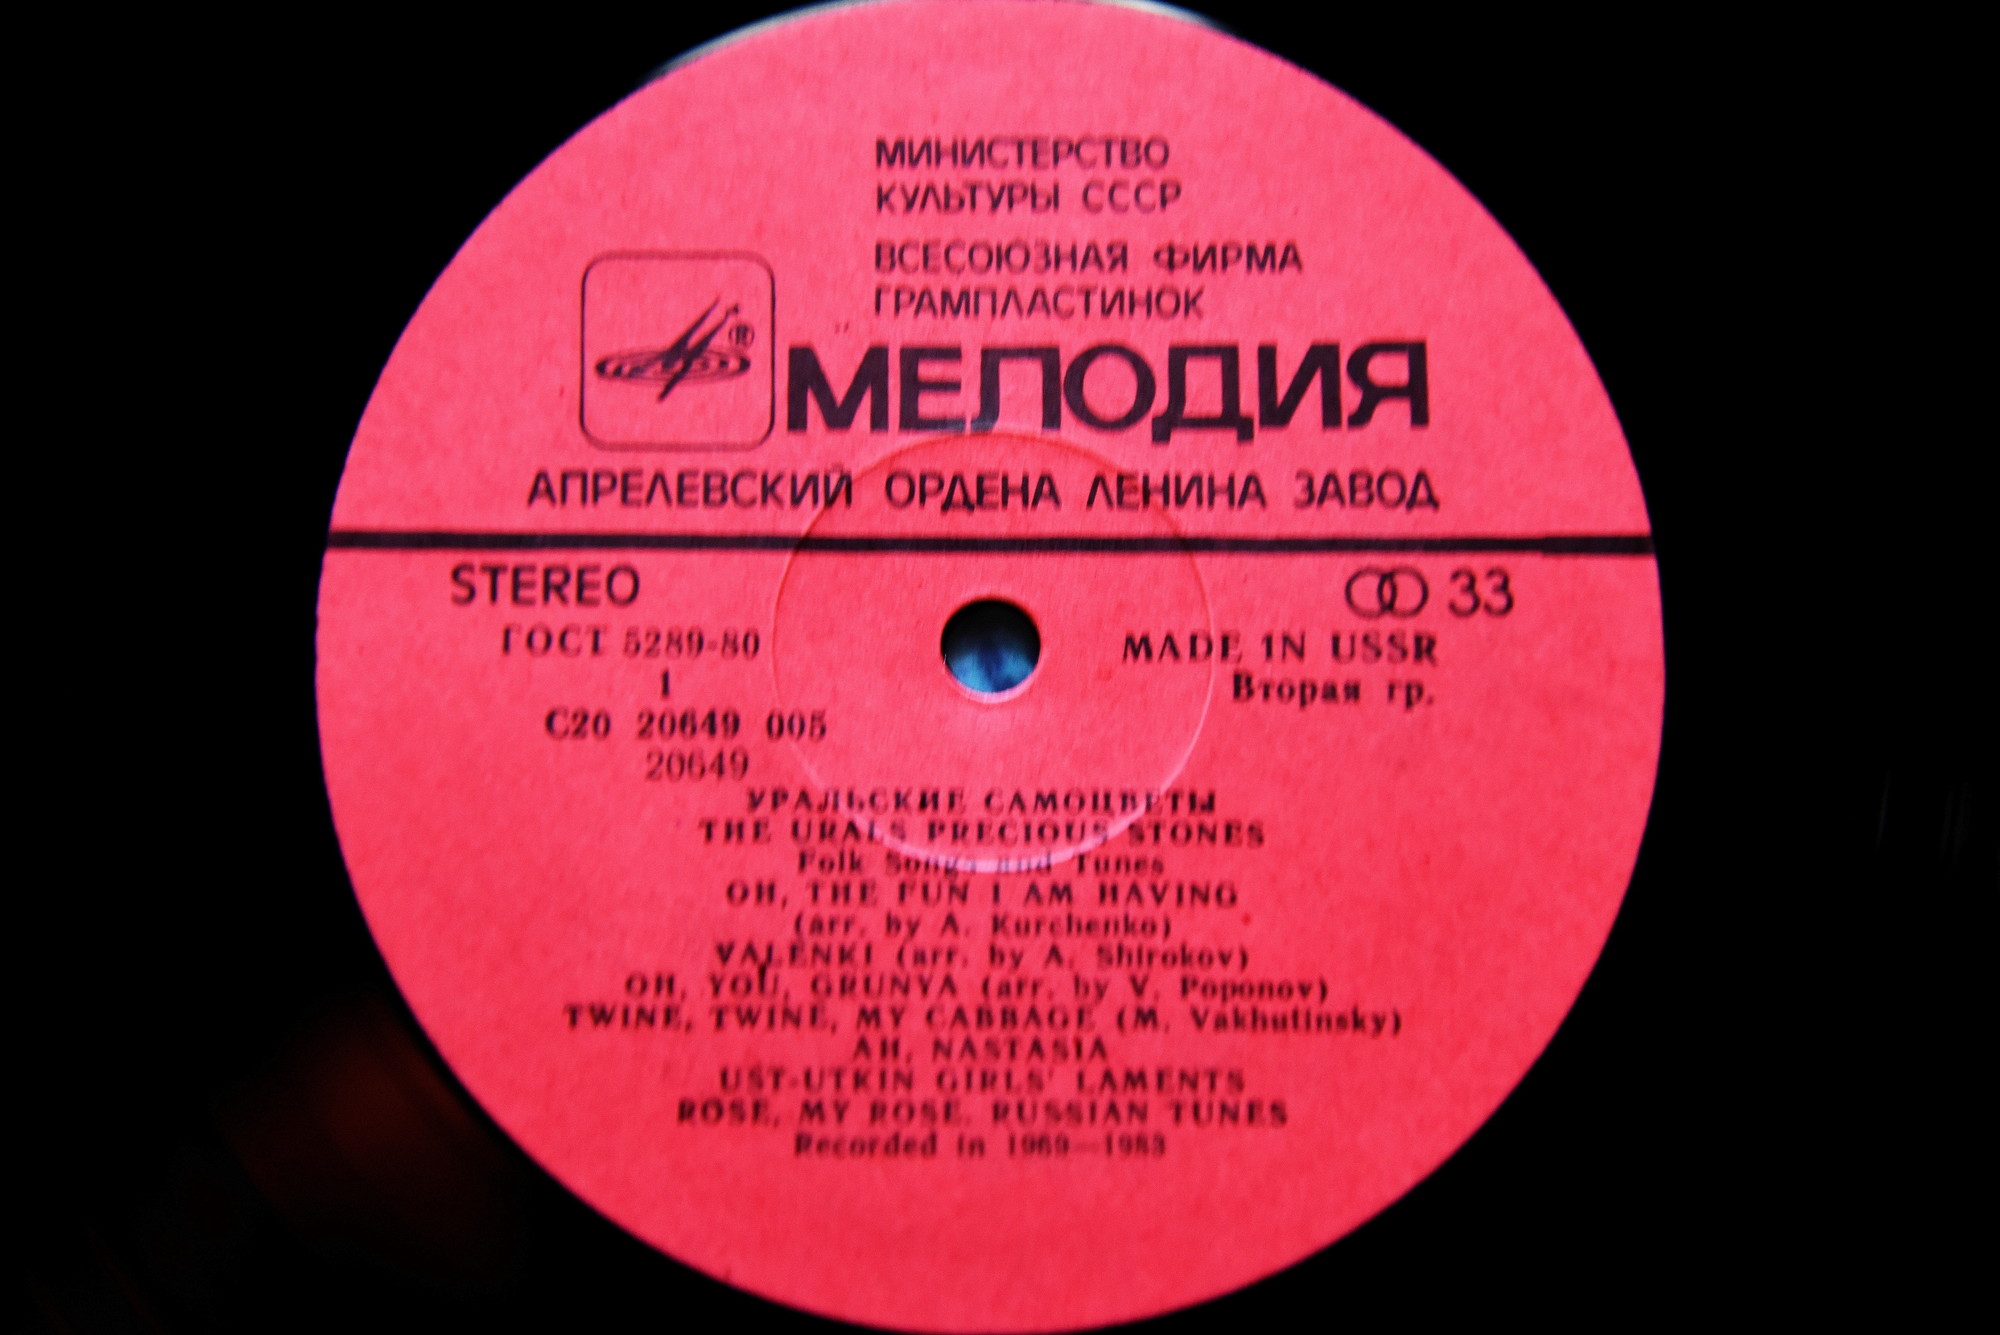 МИНИСТЕРСТВО
КУЛЬТУРЫ СССР
ВСЕСОЮЗНАЯ ФИРМА
ГРАМПЛАСТИНОК
®
МЕЛОДИЯ
АПРЕЛЕВСКИЙ ОРДЕНА ЛЕНИНА ЗАВОД
STEREO
33
ГОСТ 5289-80
MADE IN USSR
1
Вторая гр.
С20 20649 005
20649
УРАЛЬСКИЕ САМОЦВЕТЫ
THE URALS PRECIOUS STONES
Folk Songs and Tunes
OH, THE FUN I AM HAVING
(arr. by A. Kurchenko)
VALENKI (arr. by A. Shirokov)
OH, YOU, GRUNYA (arr. by V. Poponov)
TWINE, TWINE, MY CABBAGE (M. Vakhutinsky)
AH, NASTASIA
UST-UTKIN GIRLS' LAMENTS
ROSE, MY ROSE. RUSSIAN TUNES
Recorded in 1969—1983